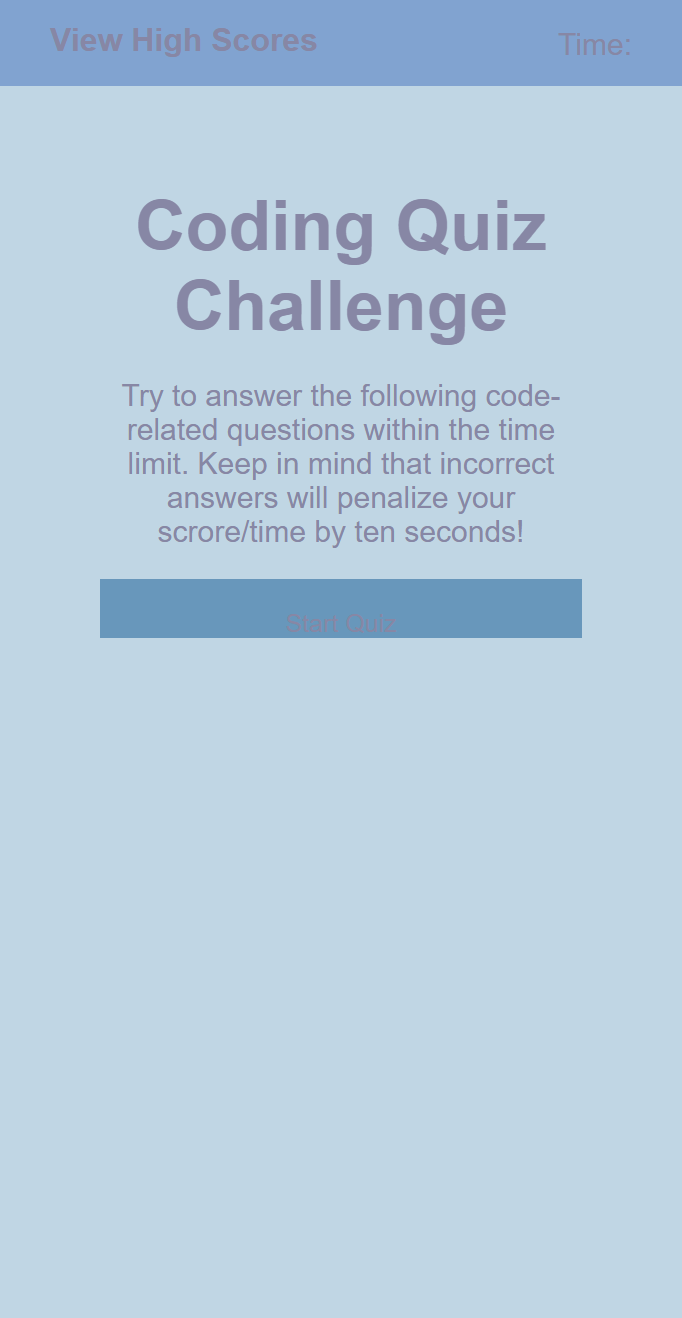 View High Scores
Time:
Coding Quiz
Challenge
Try to answer the following code-
related questions within the time
limit. Keep in mind that incorrect
answers will penalize your
scrore/time by ten seconds!
Start Quiz